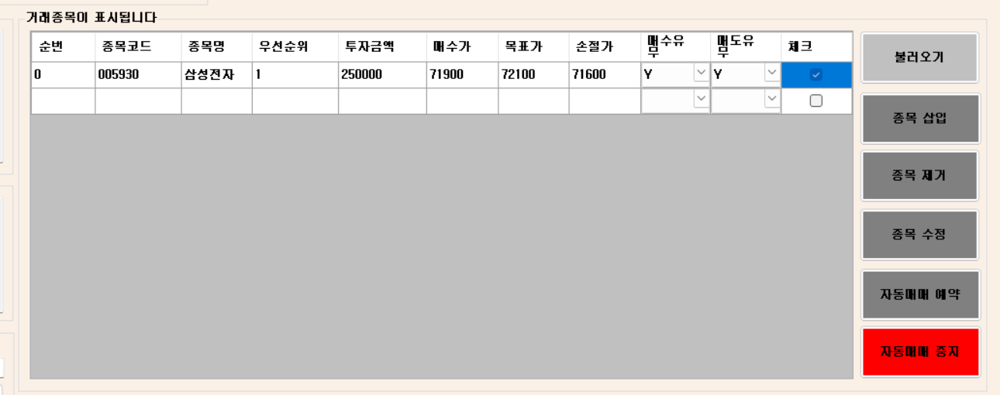 거래종목이 표시됩니다
순번 종목코드 종목명 우선순위 투자금액 매수가 목표가 손절가 매수유무 매도유무 체크
0 005930 삼성전자 1 250000 71900 72100 71600 Y Y
불러오기
종목 삽입
종목 제거
종목 수정
자동매매 예약
자동매매 중지